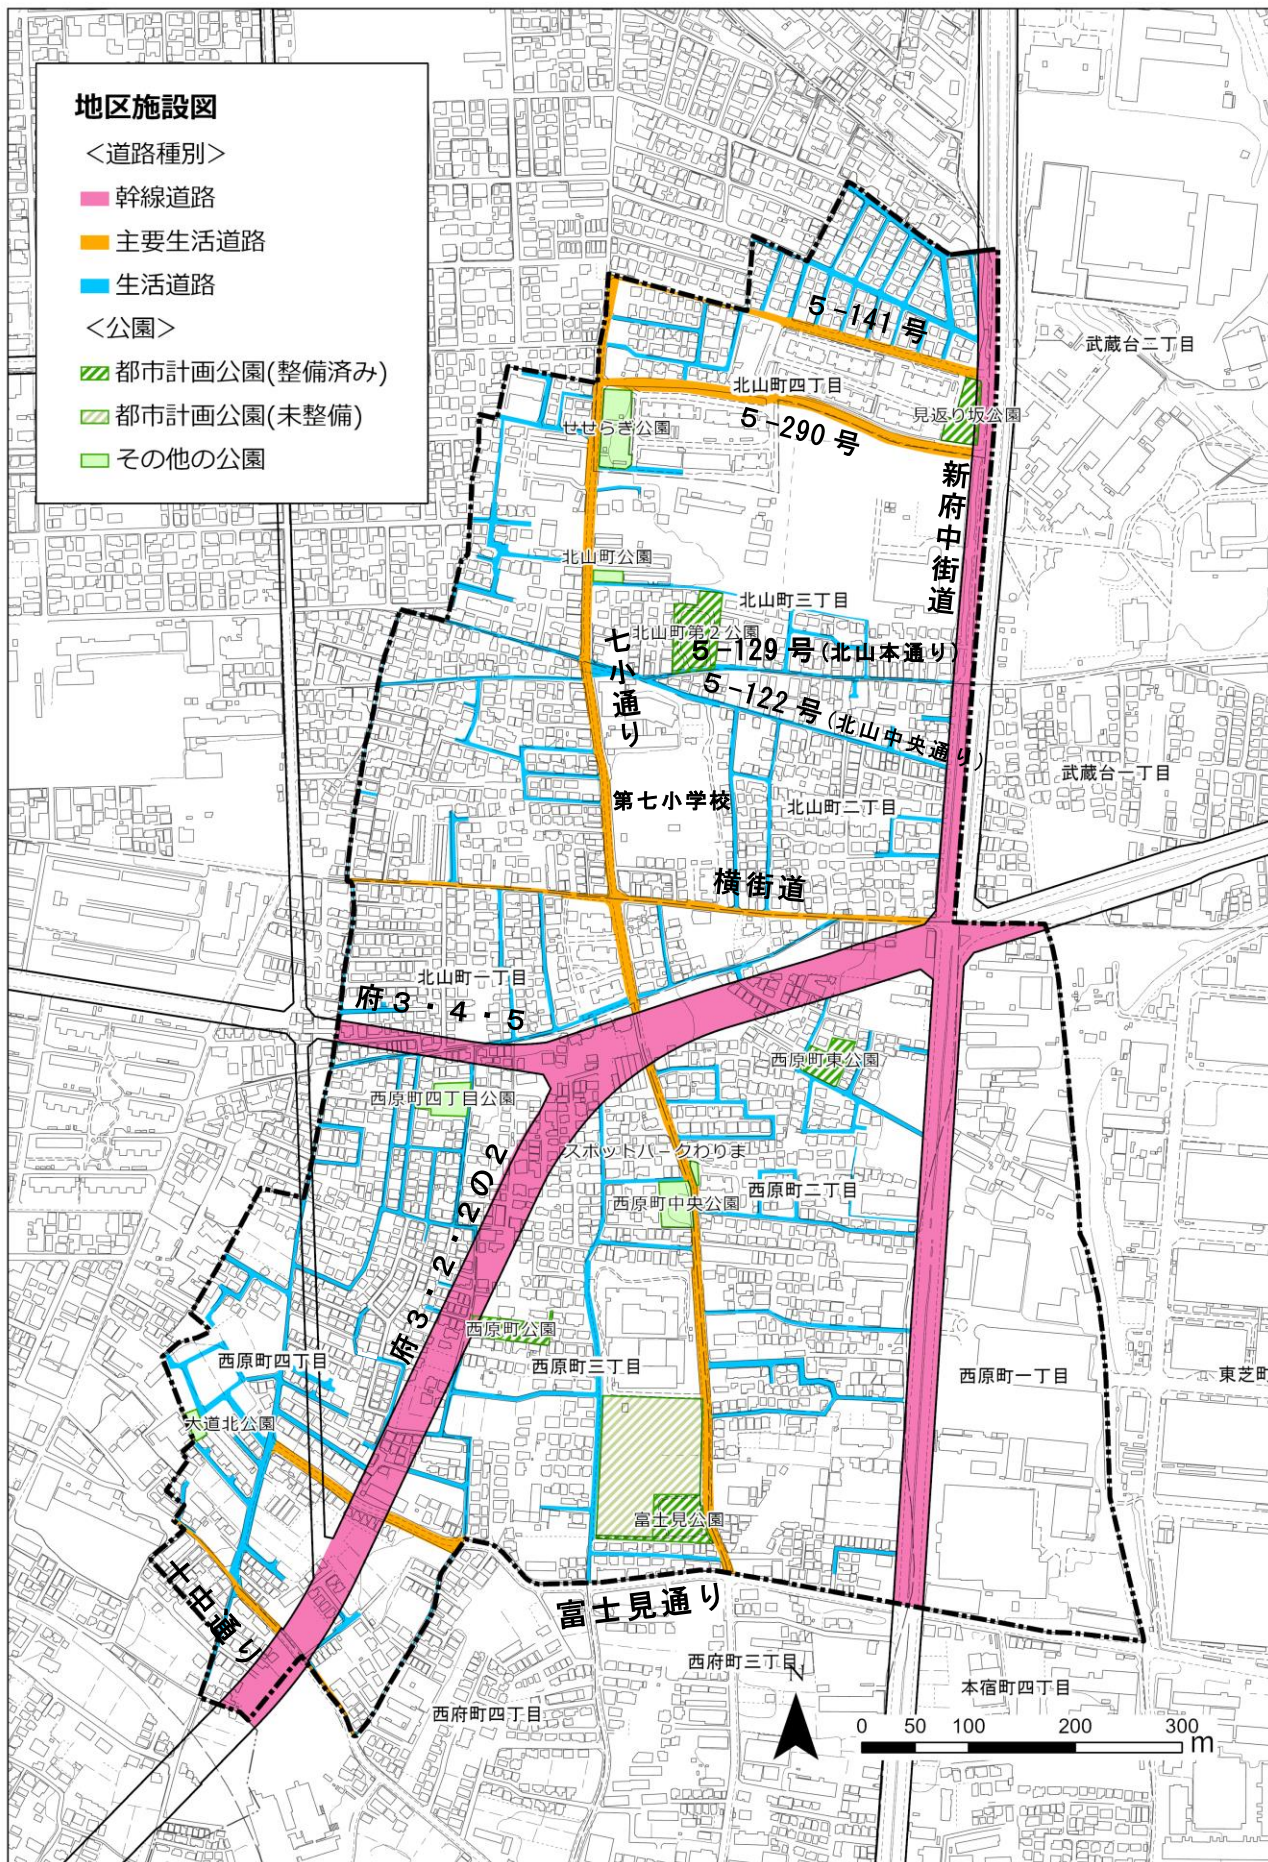 地区施設図
＜道路種別＞
幹線道路
主要生活道路
生活道路
＜公園＞
都市計画公園(整備済み)
都市計画公園(未整備)
その他の公園
5-141号
武蔵台二丁目
北山町四丁目
見返り坂公園
せせらぎ公園
5-290号
新府中街道
北山町公園
北山町三丁目
北山町第2公園
5-129号(北山本通り)
七小通り
5-122号(北山中央通り)
武蔵台一丁目
第七小学校
北山町二丁目
横街道
北山町一丁目
府3・4・5
西原町東公園
西原町四丁目公園
スポットパークわりま
西原町二丁目
西原町中央公園
府3・2・2の2
西原町公園
西原町四丁目
西原町三丁目
西原町一丁目
東芝町
大道北公園
富士見公園
十中通り
富士見通り
西府町三丁目
本宿町四丁目
西府町四丁目
N
0 50 100 200 300
m